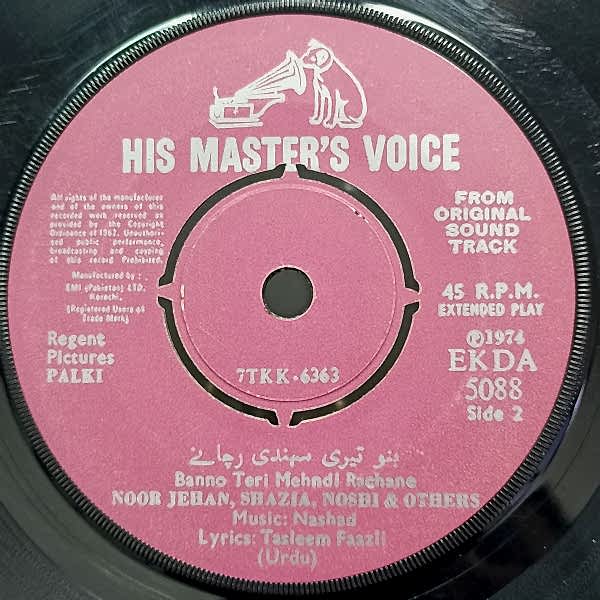 HIS MASTER'S VOICE
All rights of the manufacturer
and of the owners of this
recorded work reserved as
provided by the Copyright
Ordinance of 1962. Unauthori-
sed public performance,
broadcasting and copying
of this record Prohibited.
Manufactured by :
EMI (Pakistan) LTD.
Karachi.
(Registered Users of
Trade Mark)
Regent
Pictures
PALKI
FROM
ORIGINAL
SOUND
TRACK
45 R.P.M.
EXTENDED PLAY
Ⓟ1974
EKDA
5088
Side 2
7TKK-6363
بنو تیری مہندی رچانے
Banno Teri Mehndi Rachane
NOOR JEHAN, SHAZIA, NOSHI & OTHERS
Music: Nashad
Lyrics: Tasleem Faazli
(Urdu)